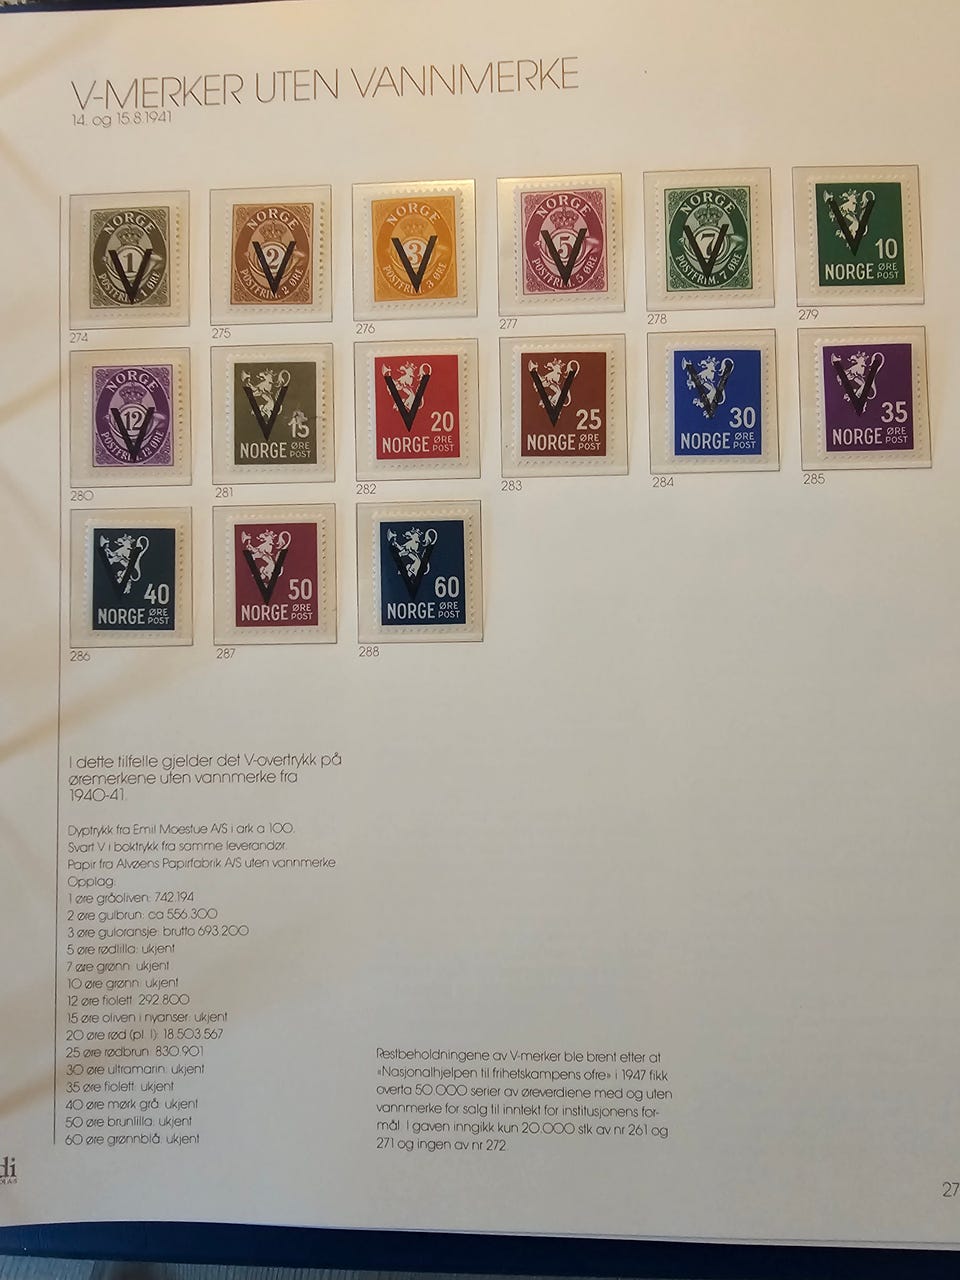 V-MERKER UTEN VANNMERKE
14. og 15.8.1941
NORGE 1 POSTFRIM. 1 ØRE V
NORGE 2 POSTFRIM. 2 ØRE V
NORGE 3 POSTFRIM. 3 ØRE V
NORGE 5 POSTFRIM. 5 ØRE V
NORGE 7 POSTFRIM. 7 ØRE V
V 10 NORGE ØRE POST
274
275
276
277
278
279
NORGE 12 POSTFRIM. 12 ØRE V
V 15 NORGE ØRE POST
V 20 NORGE ØRE POST
V 25 NORGE ØRE POST
V 30 NORGE ØRE POST
V 35 NORGE ØRE POST
280
281
282
283
284
285
V 40 NORGE ØRE POST
V 50 NORGE ØRE POST
V 60 NORGE ØRE POST
286
287
288
I dette tilfelle gjelder det V-overtrykk på
øremerkene uten vannmerke fra
1940-41.
Dyptrykk fra Emil Moestue A/S i ark a 100.
Svart V i boktrykk fra samme leverandør.
Papir fra Alvøens Papirfabrik A/S uten vannmerke
Opplag:
1 øre gråoliven: 742.194
2 øre gulbrun: ca 556.300
3 øre guloransje: brutto 693.200
5 øre rødlilla: ukjent
7 øre grønn: ukjent
10 øre grønn: ukjent
12 øre fiolett: 292.800
15 øre oliven i nyanser: ukjent
20 øre rød (pl. I): 18.503.567
25 øre rødbrun: 830.901
30 øre ultramarin: ukjent
35 øre fiolett: ukjent
40 øre mørk grå: ukjent
50 øre brunlilla: ukjent
60 øre grønnblå: ukjent
Restbeholdningene av V-merker ble brent etter at
«Nasjonalhjelpen til frihetskampens ofre» i 1947 fikk
overta 50.000 serier av øreverdiene med og uten
vannmerke for salg til inntekt for institusjonens for-
mål. I gaven inngikk kun 20.000 stk av nr 261 og
271 og ingen av nr 272.
di
27